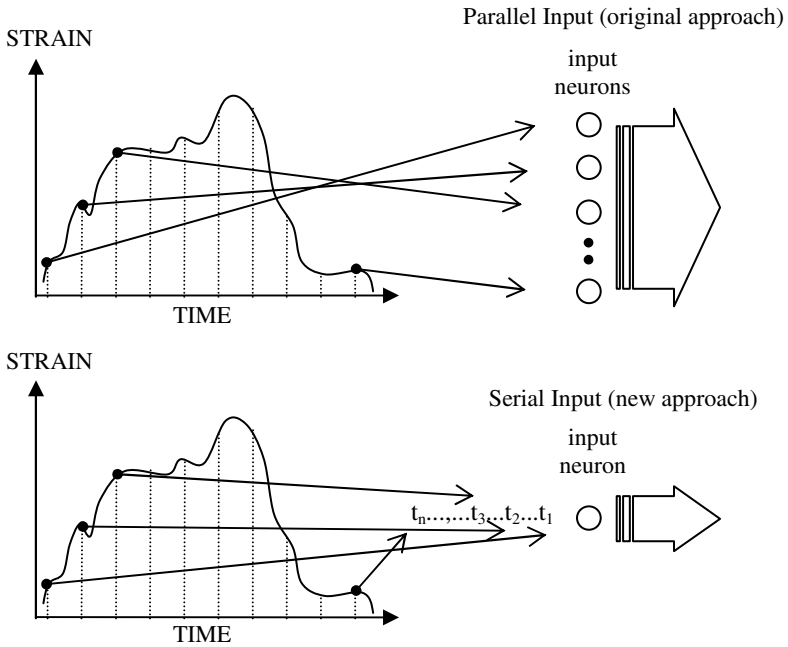 Parallel Input (original approach)
STRAIN
input
neurons
TIME
STRAIN
Serial Input (new approach)
input
neuron
tn...,...t3...t2...t1
TIME